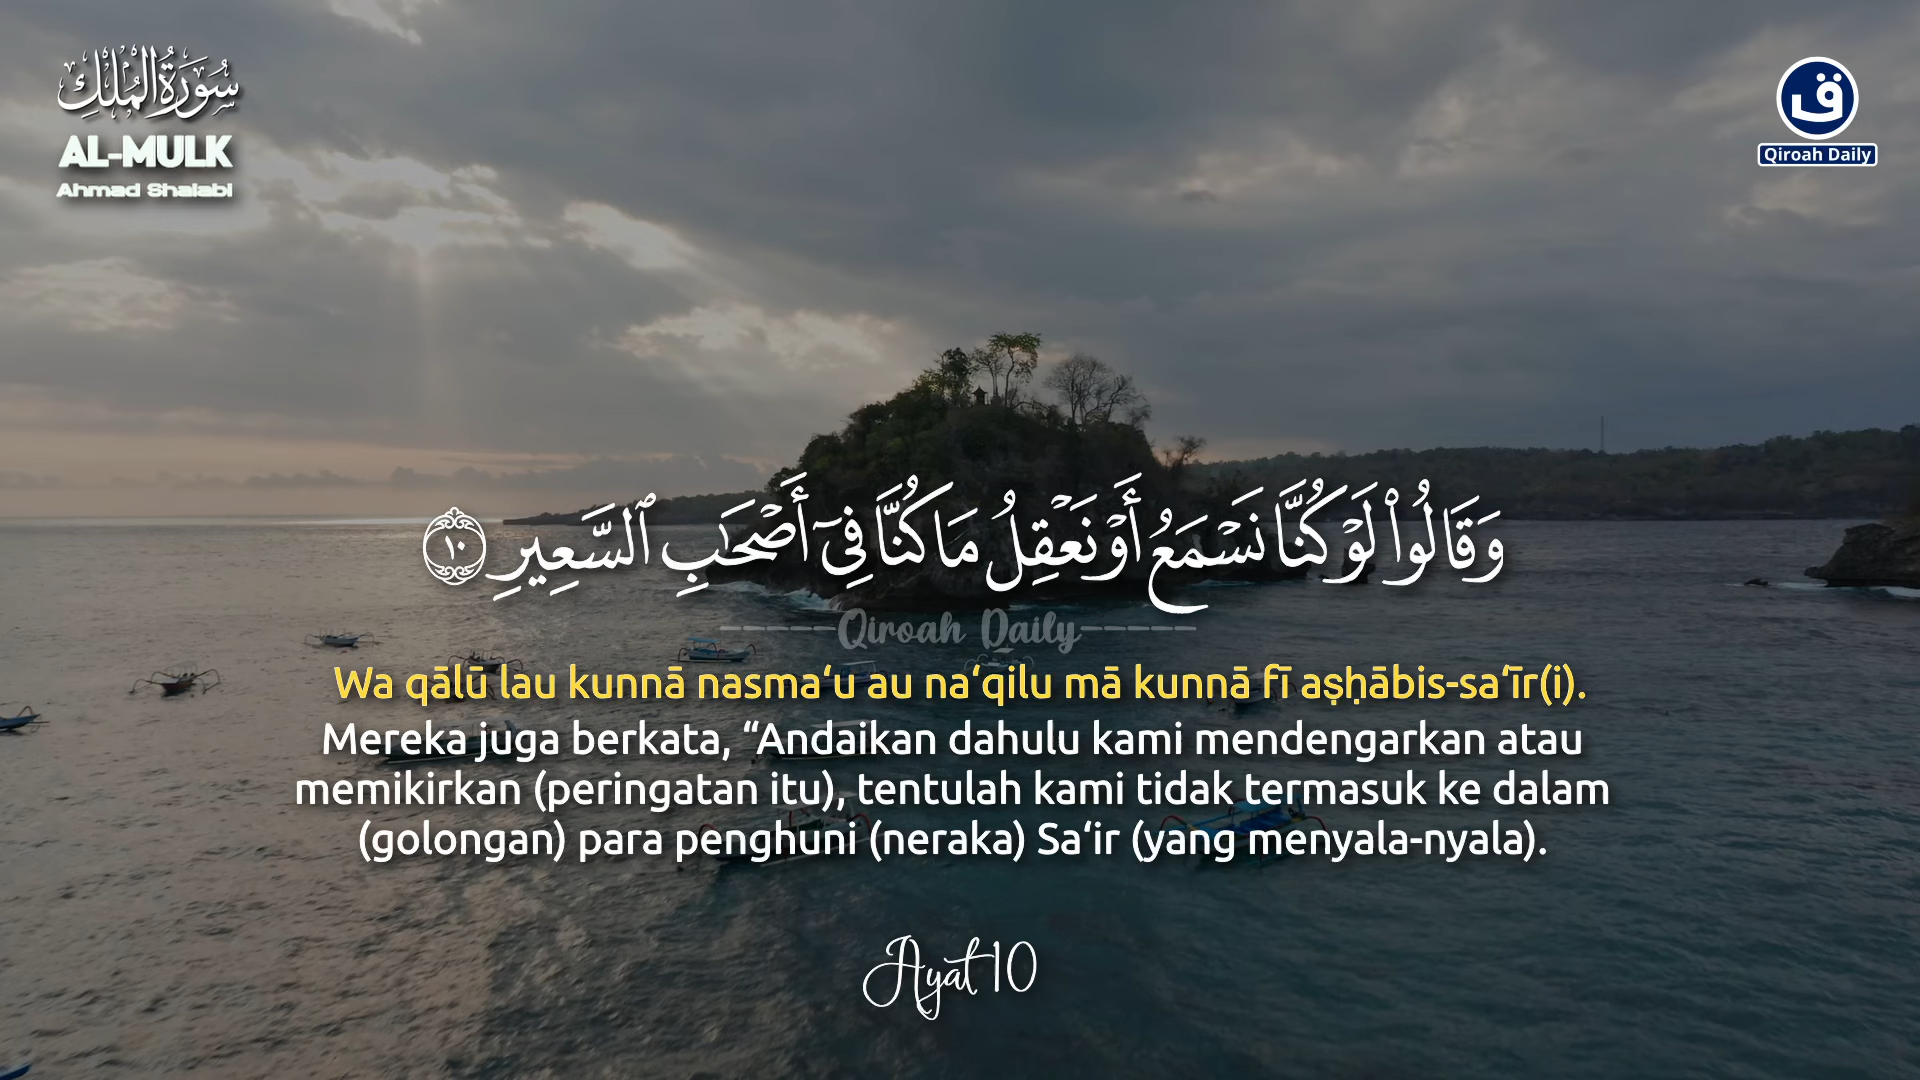 سُورَةُ الْمُلْكِ
AL-MULK
Ahmad Shalabi
ق
Qiroah Daily
وَقَالُوا۟ لَوْ كُنَّا نَسْمَعُ أَوْ نَعْقِلُ مَا كُنَّا فِىٓ أَصْحَـٰبِ ٱلسَّعِيرِ ١٠
-----Qiroah Daily-----
Wa qālū lau kunnā nasma‘u au na‘qilu mā kunnā fī aṣḥābis-sa‘īr(i).
Mereka juga berkata, “Andaikan dahulu kami mendengarkan atau
memikirkan (peringatan itu), tentulah kami tidak termasuk ke dalam
(golongan) para penghuni (neraka) Sa‘ir (yang menyala-nyala).
Ayat 10